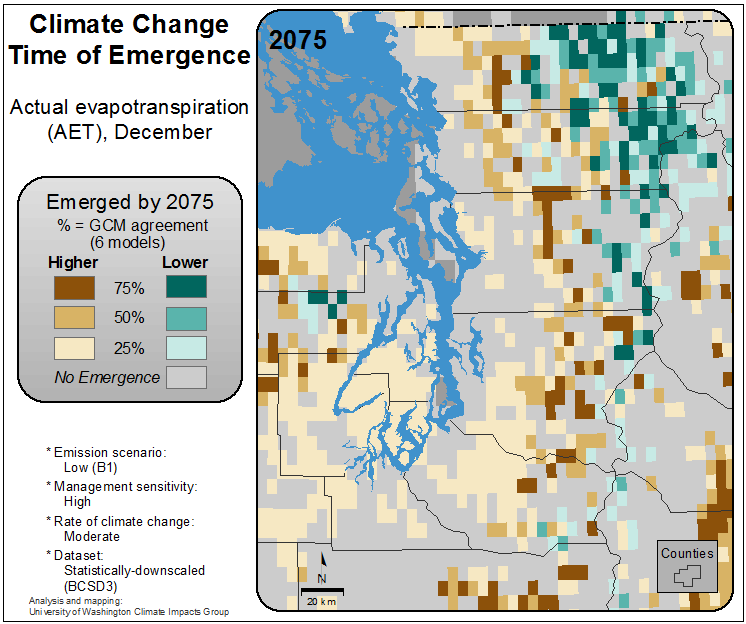 Climate Change
Time of Emergence
Actual evapotranspiration
(AET), December
Emerged by 2075
% = GCM agreement
(6 models)
Higher
Lower
75%
50%
25%
No Emergence
* Emission scenario:
Low (B1)
* Management sensitivity:
High
* Rate of climate change:
Moderate
* Dataset:
Statistically-downscaled
(BCSD3)
Analysis and mapping:
University of Washington Climate Impacts Group
2075
N
20 km
Counties